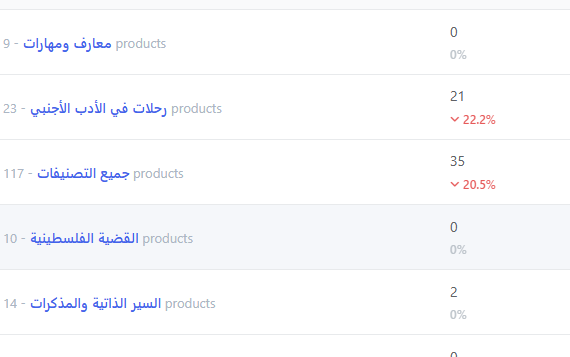 9 - معارف ومهارات products
0
0%
23 - رحلات في الأدب الأجنبي products
21
22.2%
117 - جميع التصنيفات products
35
20.5%
10 - القضية الفلسطينية products
0
0%
14 - السير الذاتية والمذكرات products
2
0%